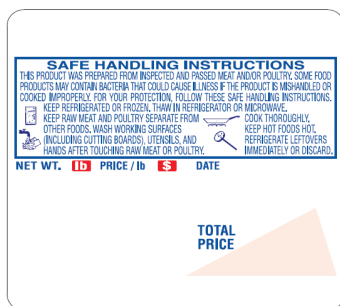 SAFE HANDLING INSTRUCTIONS
THIS PRODUCT WAS PREPARED FROM INSPECTED AND PASSED MEAT AND/OR POULTRY. SOME FOOD
PRODUCTS MAY CONTAIN BACTERIA THAT COULD CAUSE ILLNESS IF THE PRODUCT IS MISHANDLED OR
COOKED IMPROPERLY. FOR YOUR PROTECTION, FOLLOW THESE SAFE HANDLING INSTRUCTIONS.
KEEP REFRIGERATED OR FROZEN. THAW IN REFRIGERATOR OR MICROWAVE.
KEEP RAW MEAT AND POULTRY SEPARATE FROM
OTHER FOODS. WASH WORKING SURFACES
(INCLUDING CUTTING BOARDS), UTENSILS, AND
HANDS AFTER TOUCHING RAW MEAT OR POULTRY.
COOK THOROUGHLY.
KEEP HOT FOODS HOT.
REFRIGERATE LEFTOVERS
IMMEDIATELY OR DISCARD.
NET WT. lb PRICE / lb $ DATE
TOTAL
PRICE